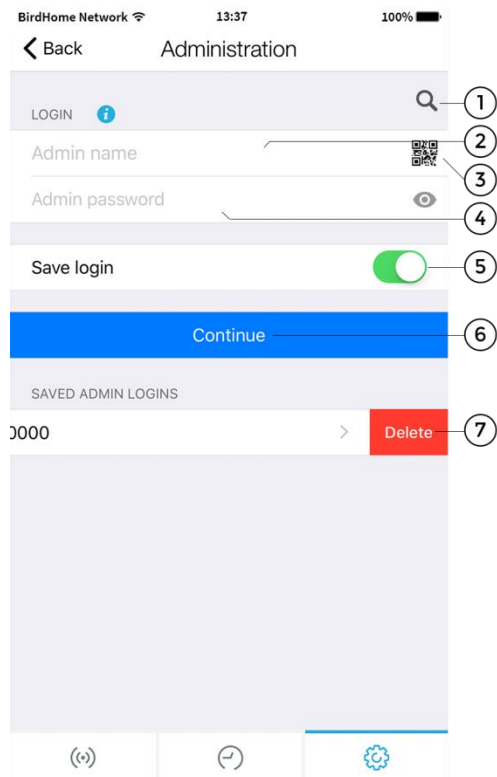 BirdHome Network 13:37 100%
Back Administration
1
LOGIN i
2
Admin name
3
Admin password
4
Save login 5
Continue 6
SAVED ADMIN LOGINS
0000 Delete 7